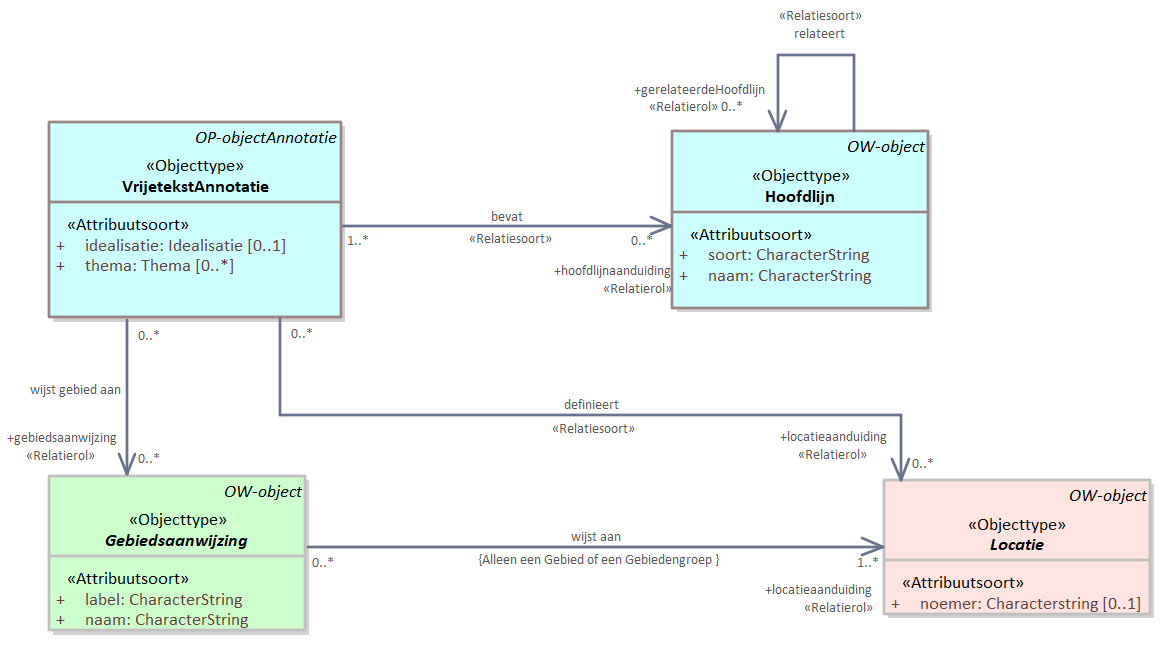 «Relatiesoort»
relateert
+gerelateerdeHoofdlijn
«Relatierol» 0..*
OP-objectAnnotatie
«Objecttype»
VrijetekstAnnotatie
«Attribuutsoort»
+ idealisatie: Idealisatie [0..1]
+ thema: Thema [0..*]
OW-object
«Objecttype»
Hoofdlijn
«Attribuutsoort»
+ soort: CharacterString
+ naam: CharacterString
bevat
1..*
«Relatiesoort»
0..*
+hoofdlijnaanduiding
«Relatierol»
0..*
0..*
wijst gebied aan
+gebiedsaanwijzing
«Relatierol»
0..*
definieert
«Relatiesoort»
+locatieaanduiding
«Relatierol»
0..*
OW-object
«Objecttype»
Gebiedsaanwijzing
«Attribuutsoort»
+ label: CharacterString
+ naam: CharacterString
wijst aan
0..*
{Alleen een Gebied of een Gebiedengroep }
1..*
+locatieaanduiding
«Relatierol»
OW-object
«Objecttype»
Locatie
«Attribuutsoort»
+ noemer: Characterstring [0..1]